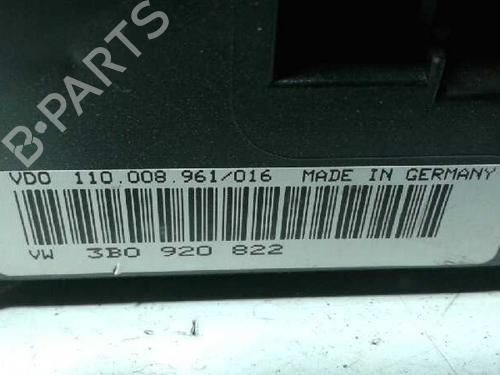 B-PARTS
VDO 110.008.961/016 MADE IN GERMANY
VW 3B0 920 822